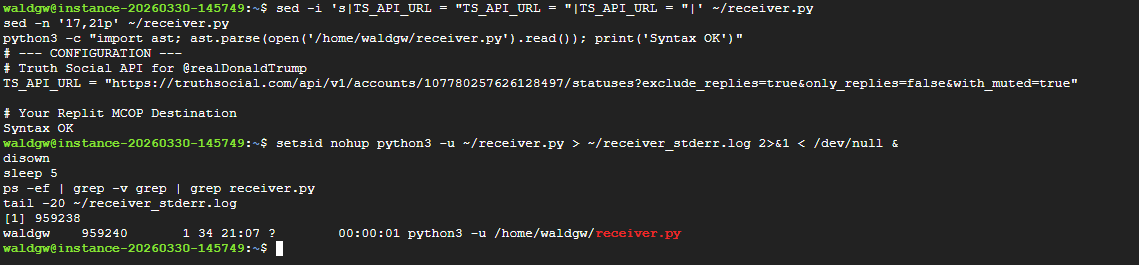 waldgw@instance-20260330-145749:~$ sed -i 's|TS_API_URL = "TS_API_URL = "|TS_API_URL = "|' ~/receiver.py
sed -n '17,21p' ~/receiver.py
python3 -c "import ast; ast.parse(open('/home/waldgw/receiver.py').read()); print('Syntax OK')"
# --- CONFIGURATION ---
# Truth Social API for @realDonaldTrump
TS_API_URL = "https://truthsocial.com/api/v1/accounts/107780257626128497/statuses?exclude_replies=true&only_replies=false&with_muted=true"

# Your Replit MCOP Destination
Syntax OK
waldgw@instance-20260330-145749:~$ setsid nohup python3 -u ~/receiver.py > ~/receiver_stderr.log 2>&1 < /dev/null &
disown
sleep 5
ps -ef | grep -v grep | grep receiver.py
tail -20 ~/receiver_stderr.log
[1] 959238
waldgw    959240       1 34 21:07 ?        00:00:01 python3 -u /home/waldgw/receiver.py
waldgw@instance-20260330-145749:~$